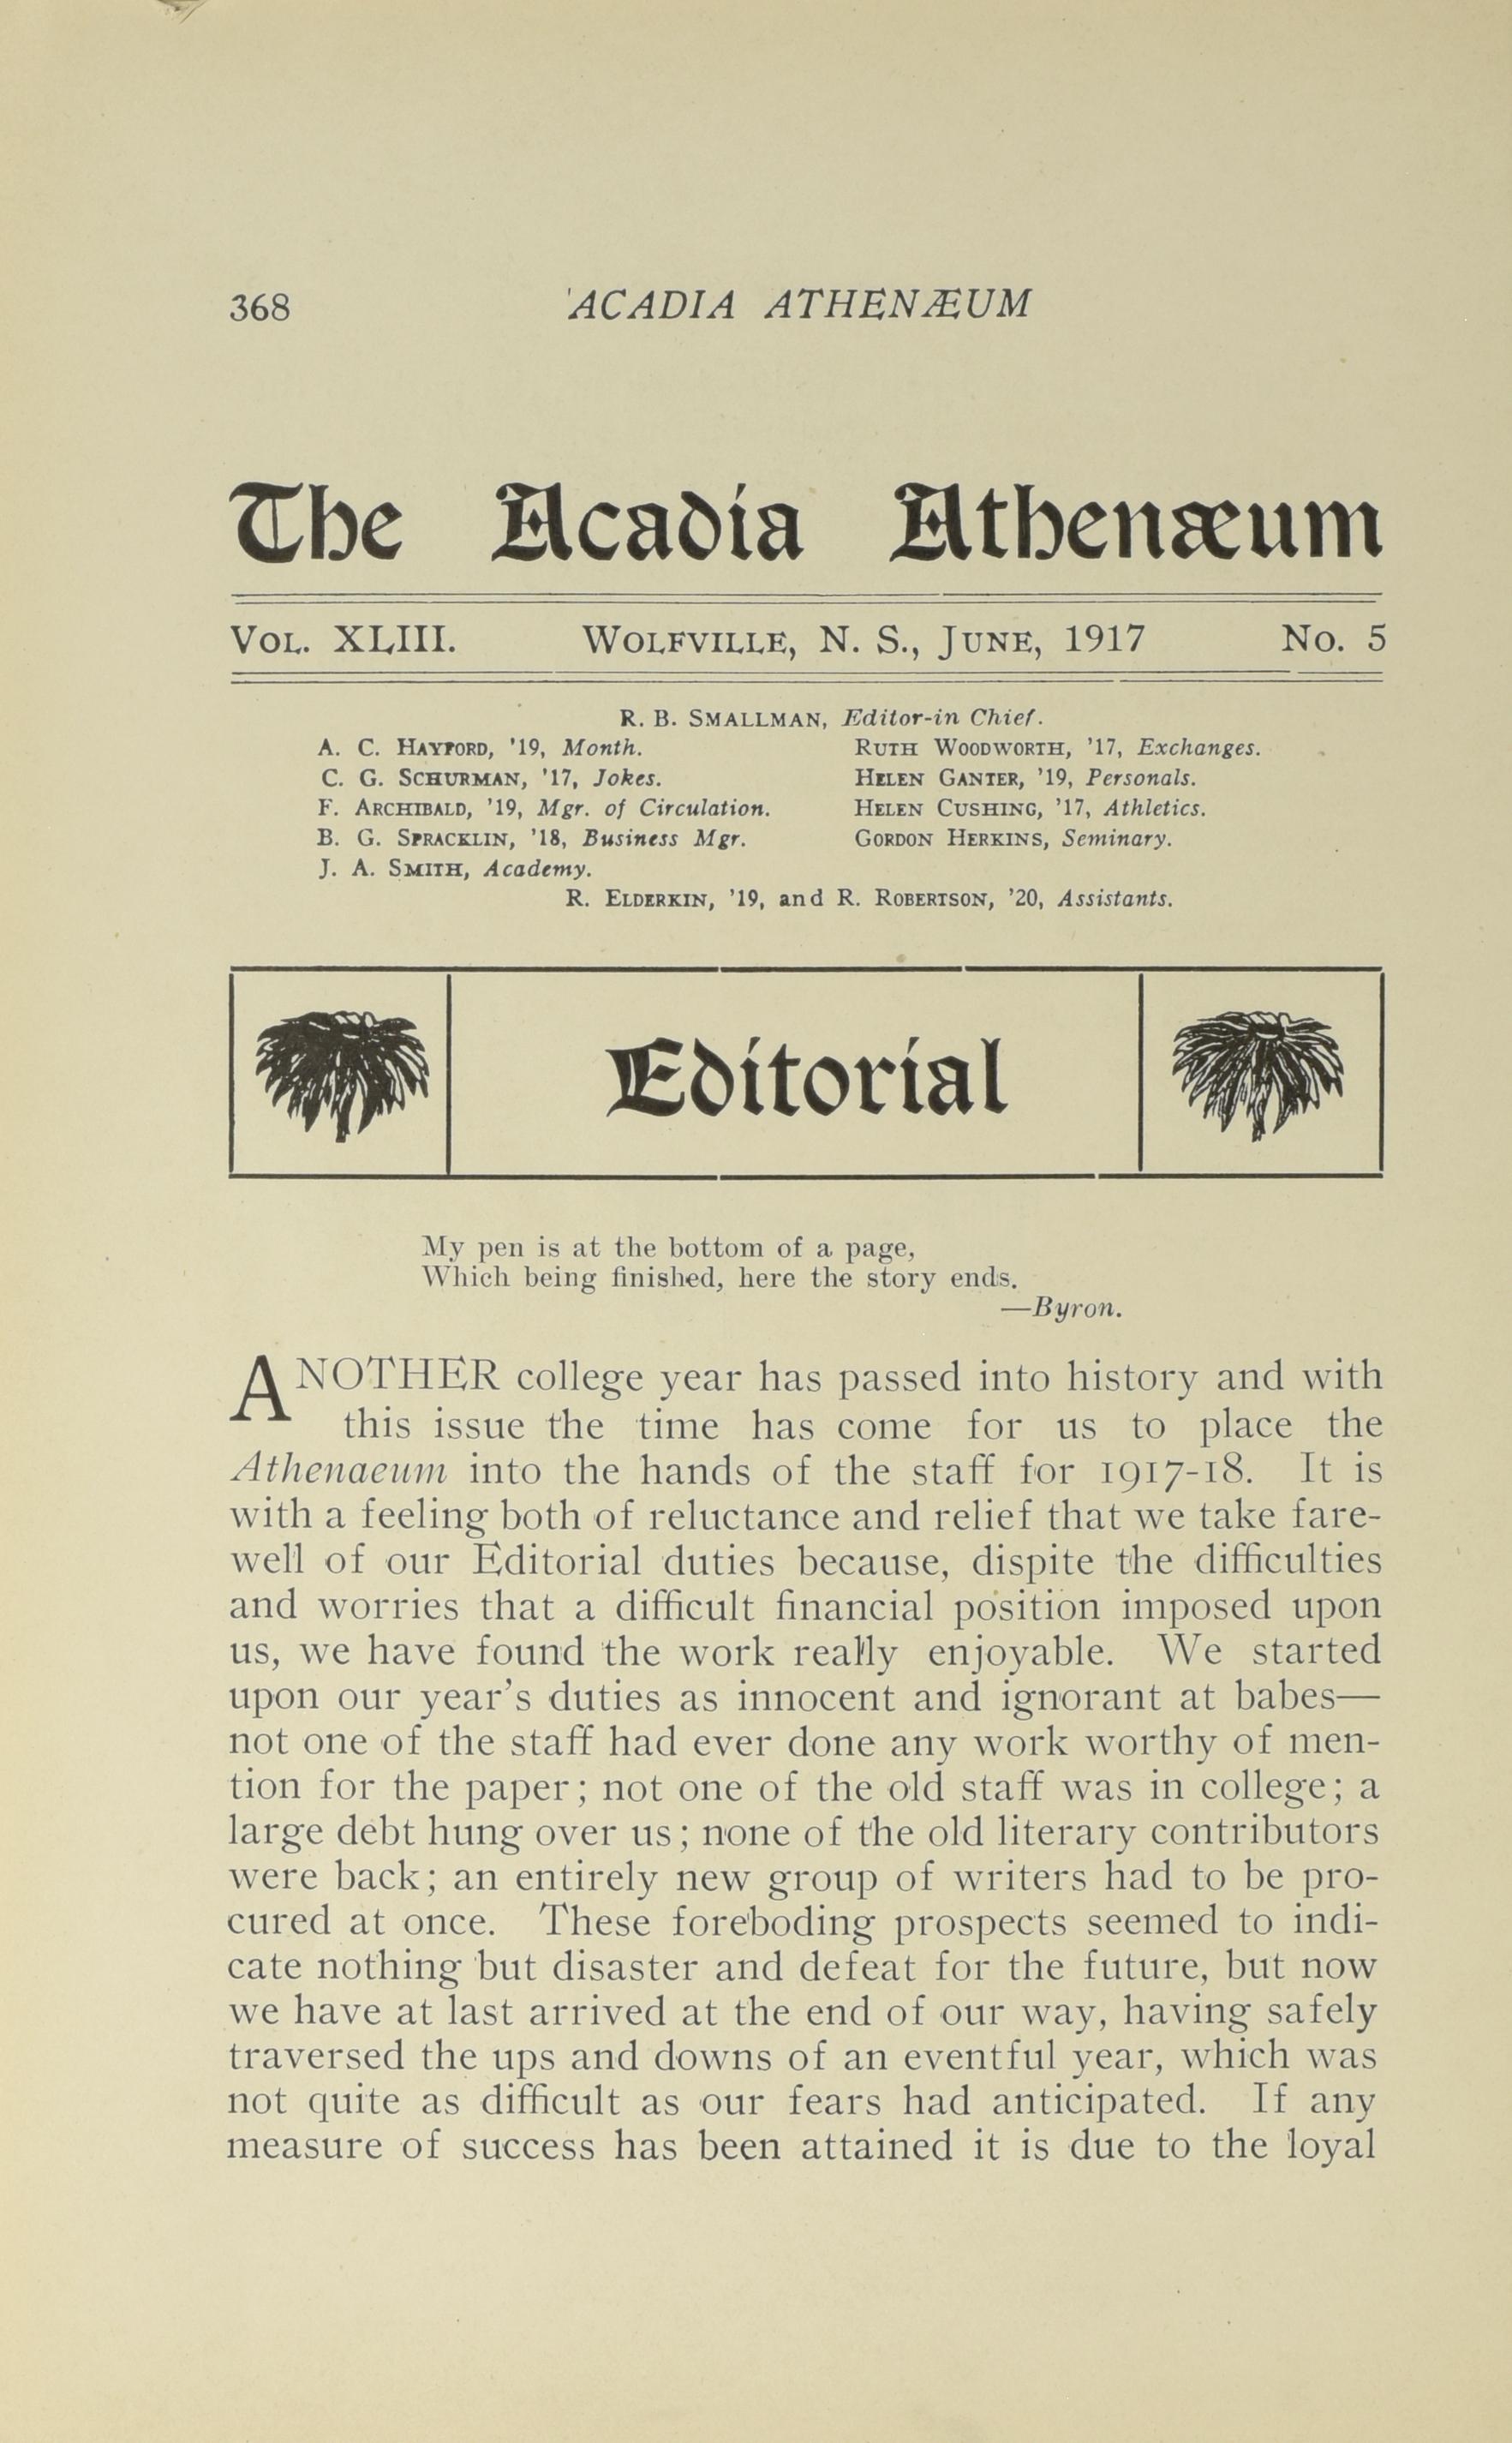 368 ACADIA ATHENÆUM
The Acadia Athenæum
VOL. XLIII. WOLFVILLE, N. S., JUNE, 1917 No. 5
R. B. SMALLMAN, Editor-in Chief.
A. C. HAYFORD, '19, Month. RUTH WOODWORTH, '17, Exchanges.
C. G. SCHURMAN, '17, Jokes. HELEN GANTER, '19, Personals.
F. ARCHIBALD, '19, Mgr. of Circulation. HELEN CUSHING, '17, Athletics.
B. G. SPRACKLIN, '18, Business Mgr. GORDON HERKINS, Seminary.
J. A. SMITH, Academy.
R. ELDERKIN, '19, and R. ROBERTSON, '20, Assistants.
Editorial
My pen is at the bottom of a page,
Which being finished, here the story ends.
—Byron.
ANOTHER college year has passed into history and with
this issue the time has come for us to place the
Athenaeum into the hands of the staff for 1917-18. It is
with a feeling both of reluctance and relief that we take fare-
well of our Editorial duties because, dispite the difficulties
and worries that a difficult financial position imposed upon
us, we have found the work really enjoyable. We started
upon our year's duties as innocent and ignorant at babes—
not one of the staff had ever done any work worthy of men-
tion for the paper; not one of the old staff was in college; a
large debt hung over us; none of the old literary contributors
were back; an entirely new group of writers had to be pro-
cured at once. These foreboding prospects seemed to indi-
cate nothing but disaster and defeat for the future, but now
we have at last arrived at the end of our way, having safely
traversed the ups and downs of an eventful year, which was
not quite as difficult as our fears had anticipated. If any
measure of success has been attained it is due to the loyal